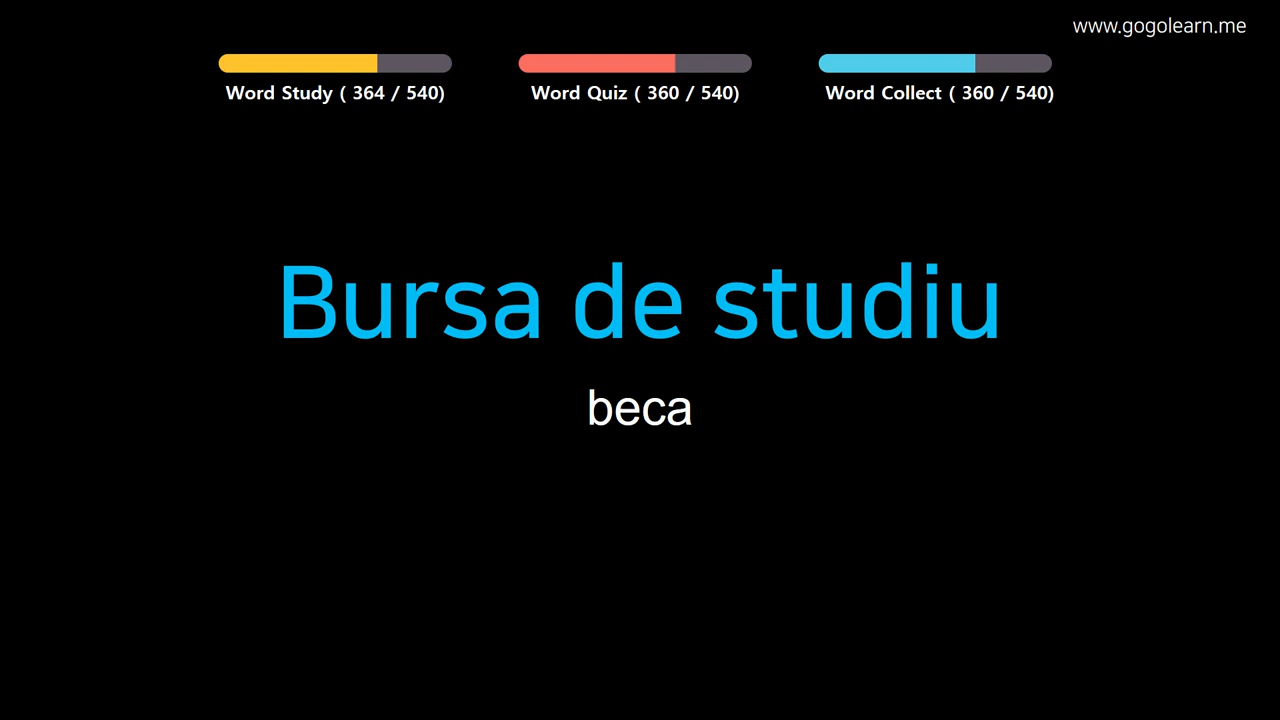 www.gogolearn.me
Word Study ( 364 / 540)
Word Quiz ( 360 / 540)
Word Collect ( 360 / 540)
Bursa de studiu
beca